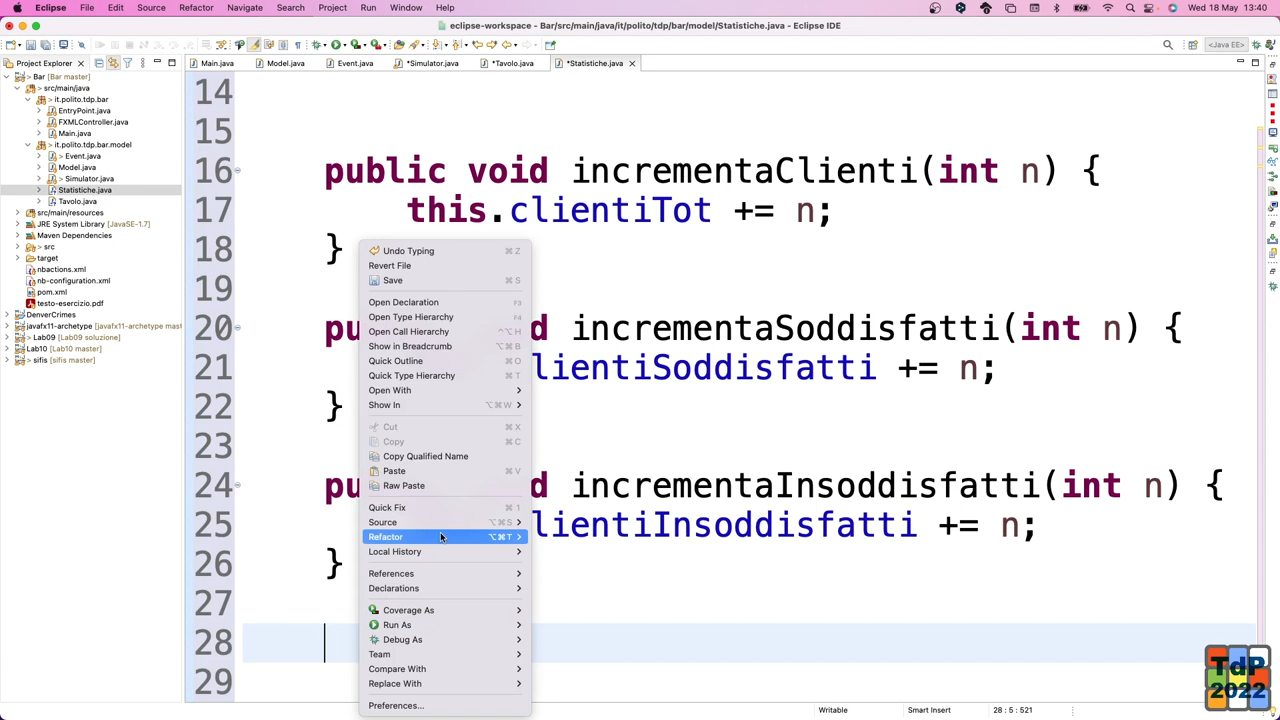 Eclipse File Edit Source Refactor Navigate Search Project Run Window Help Wed 18 May 13:40
eclipse-workspace - Bar/src/main/java/it/polito/tdp/bar/model/Statistiche.java - Eclipse IDE
<Java EE>
Project Explorer
Main.java Model.java Event.java *Simulator.java *Tavolo.java *Statistiche.java
Bar [Bar master]
src/main/java
it.polito.tdp.bar
EntryPoint.java
FXMLController.java
Main.java
it.polito.tdp.bar.model
> Event.java
Model.java
> Simulator.java
Statistiche.java
Tavolo.java
src/main/resources
JRE System Library [JavaSE-1.7]
Maven Dependencies
> src
target
nbactions.xml
nb-configuration.xml
pom.xml
testo-esercizio.pdf
DenverCrimes
javafx11-archetype [javafx11-archetype mast
> Lab09 [Lab09 soluzione]
Lab10 [Lab10 master]
> sifis [sifis master]
14
15
16 public void incrementaClienti(int n) {
17 this.clientiTot += n;
18 }
19
20 pu d incrementaSoddisfatti(int n) {
21 lientiSoddisfatti += n;
22 }
23
24 pu d incrementaInsoddisfatti(int n) {
25 lientiInsoddisfatti += n;
26 }
27
28
29
Undo Typing ⌘Z
Revert File
Save ⌘S
Open Declaration F3
Open Type Hierarchy F4
Open Call Hierarchy ^⌥H
Show in Breadcrumb ⌥⌘B
Quick Outline ⌘O
Quick Type Hierarchy ⌘T
Open With
Show In ⌥⌘W
Cut ⌘X
Copy ⌘C
Copy Qualified Name
Paste ⌘V
Raw Paste
Quick Fix ⌘1
Source ⌥⌘S
Refactor ⌥⌘T
Local History
References
Declarations
Coverage As
Run As
Debug As
Team
Compare With
Replace With
Preferences...
TdP
2022
Writable Smart Insert 28 : 5 : 521